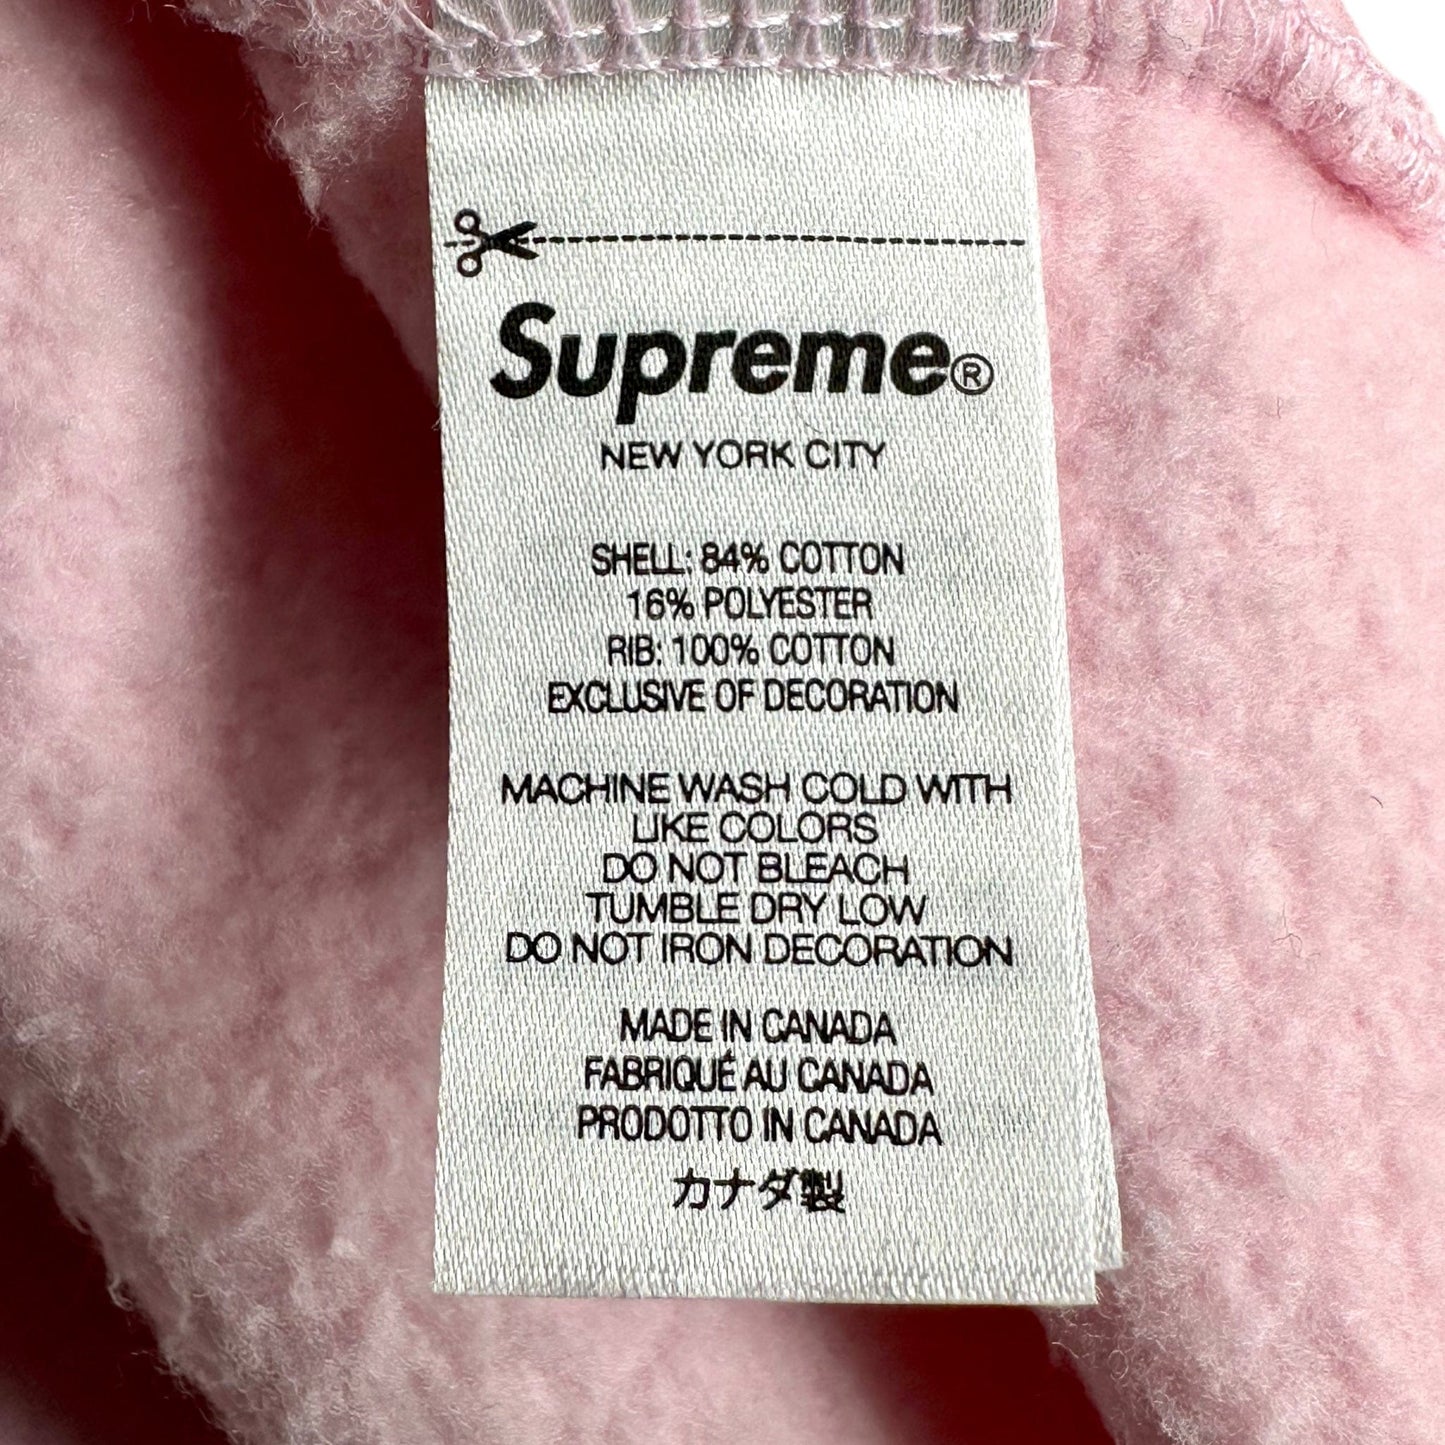 Supreme®
NEW YORK CITY
SHELL: 84% COTTON
16% POLYESTER
RIB: 100% COTTON
EXCLUSIVE OF DECORATION
MACHINE WASH COLD WITH
LIKE COLORS
DO NOT BLEACH
TUMBLE DRY LOW
DO NOT IRON DECORATION
MADE IN CANADA
FABRIQUÉ AU CANADA
PRODOTTO IN CANADA
カナダ製